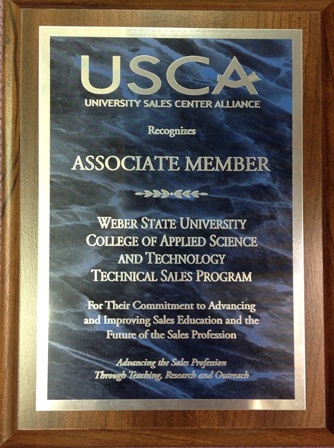 USCA
UNIVERSITY SALES CENTER ALLIANCE
Recognizes
ASSOCIATE MEMBER
WEBER STATE UNIVERSITY
COLLEGE OF APPLIED SCIENCE
AND TECHNOLOGY
TECHNICAL SALES PROGRAM
For Their Commitment to Advancing
and Improving Sales Education and the
Future of the Sales Profession
Advancing the Sales Profession
Through Teaching, Research and Outreach